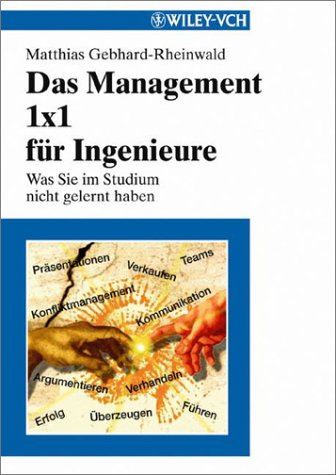 WILEY-VCH
Matthias Gebhard-Rheinwald
Das Management
1x1
für Ingenieure
Was Sie im Studium
nicht gelernt haben
Präsentationen
Verkaufen
Teams
Konfliktmanagement
Kommunikation
Argumentieren
Verhandeln
Erfolg
Überzeugen
Führen